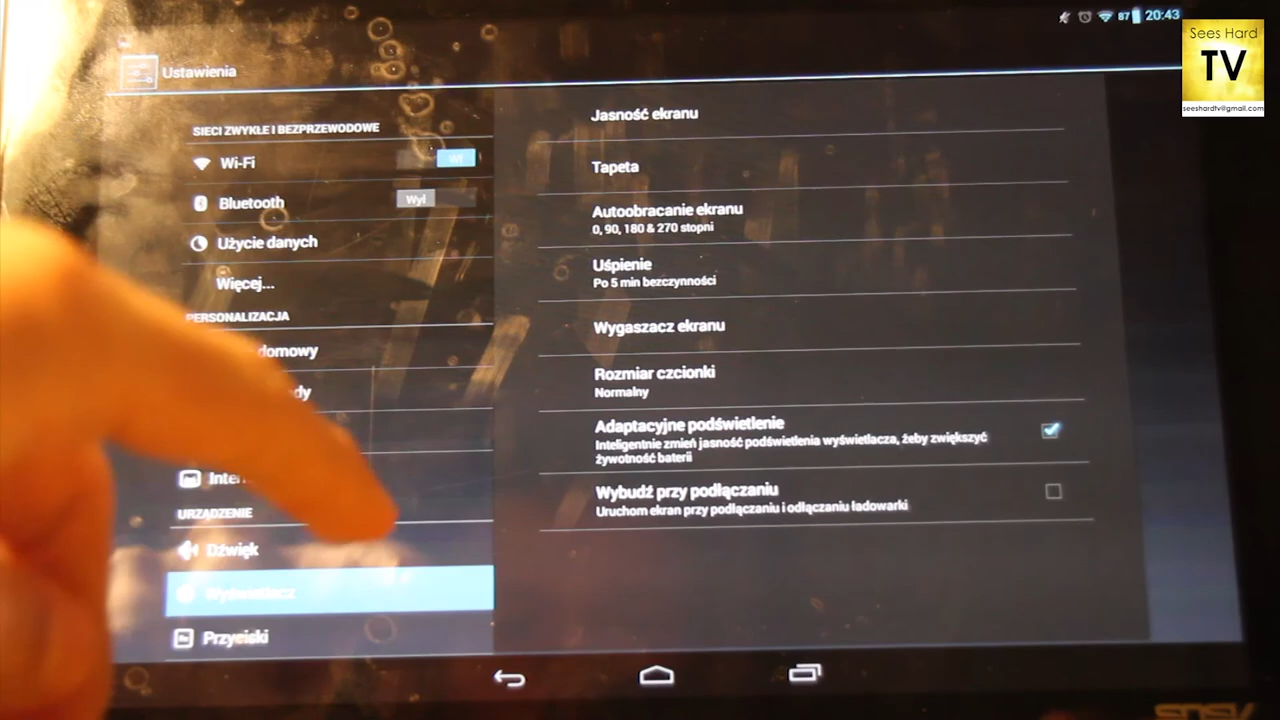 20:43
87
Sees Hard
TV
seeshardtv@gmail.com
Ustawienia
SIECI ZWYKŁE I BEZPRZEWODOWE
Wi-Fi
Wł
Bluetooth
Wył
Użycie danych
Więcej...
PERSONALIZACJA
domowy
URZĄDZENIE
Dźwięk
Wyświetlacz
Przyciski
Jasność ekranu
Tapeta
Autoobracanie ekranu
0, 90, 180 & 270 stopni
Uśpienie
Po 5 min bezczynności
Wygaszacz ekranu
Rozmiar czcionki
Normalny
Adaptacyjne podświetlenie
Inteligentnie zmień jasność podświetlenia wyświetlacza, żeby zwiększyć
żywotność baterii
Wybudź przy podłączaniu
Uruchom ekran przy podłączaniu i odłączaniu ładowarki